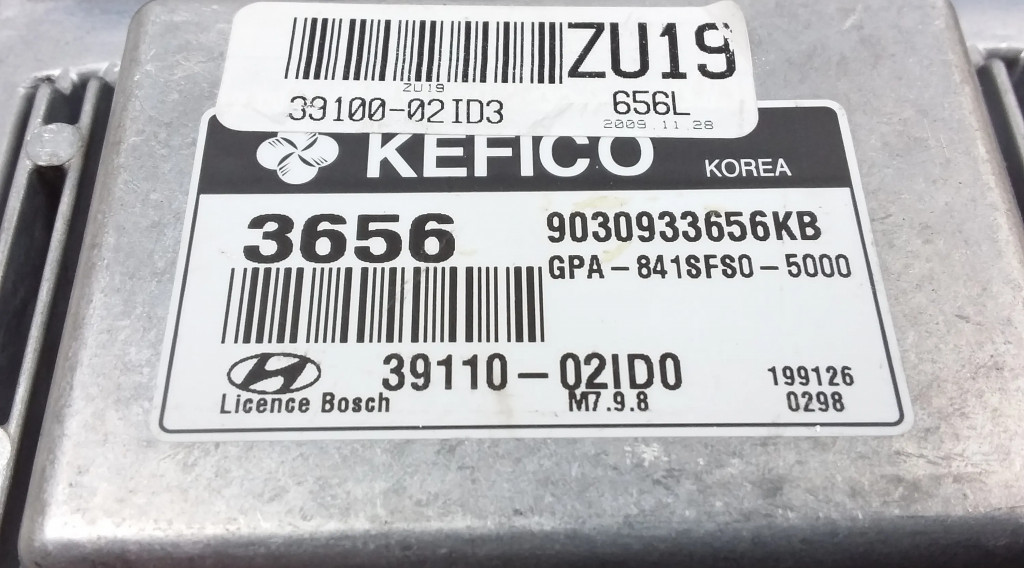 ZU19
ZU19
39100-02ID3 656L
2009.11.28
KEFICO KOREA
3656 9030933656KB
GPA-841SFS0-5000
39110-02ID0 199126
Licence Bosch M7.9.8 0298